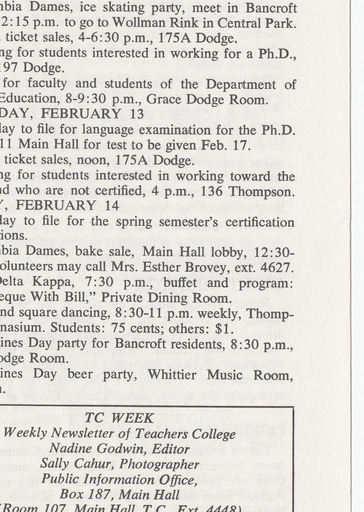 nbia Dames, ice skating party, meet in Bancroft
2:15 p.m. to go to Wollman Rink in Central Park.
ticket sales, 4-6:30 p.m., 175A Dodge.
ng for students interested in working for a Ph.D.,
197 Dodge.
for faculty and students of the Department of
Education, 8-9:30 p.m., Grace Dodge Room.
DAY, FEBRUARY 13
lay to file for language examination for the Ph.D.
11 Main Hall for test to be given Feb. 17.
ticket sales, noon, 175A Dodge.
ng for students interested in working toward the
nd who are not certified, 4 p.m., 136 Thompson.
Y, FEBRUARY 14
lay to file for the spring semester's certification
tions.
nbia Dames, bake sale, Main Hall lobby, 12:30-
olunteers may call Mrs. Esther Brovey, ext. 4627.
Delta Kappa, 7:30 p.m., buffet and program:
eque With Bill," Private Dining Room.
nd square dancing, 8:30-11 p.m. weekly, Thomp-
nasium. Students: 75 cents; others: $1.
tines Day party for Bancroft residents, 8:30 p.m.,
odge Room.
tines Day beer party, Whittier Music Room,
n.
TC WEEK
Weekly Newsletter of Teachers College
Nadine Godwin, Editor
Sally Cahur, Photographer
Public Information Office,
Box 187, Main Hall
(Room 107, Main Hall, T.C., Ext. 4448)